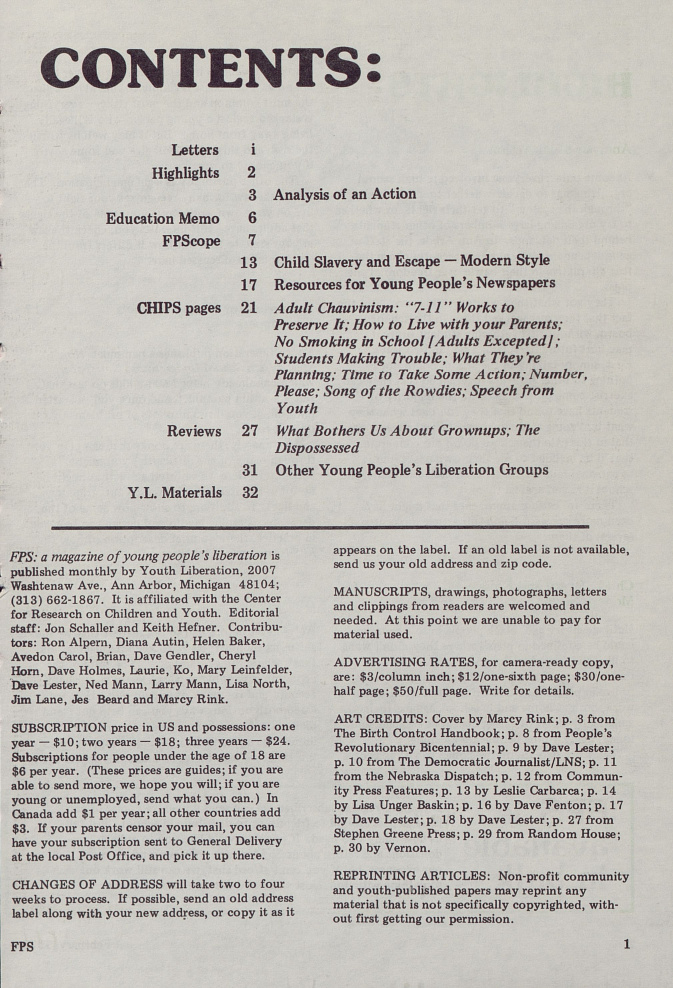 CONTENTS:
Letters i
Highlights 2
3 Analysis of an Action
Education Memo 6
FPScope 7
13 Child Slavery and Escape — Modern Style
17 Resources for Young People's Newspapers
CHIPS pages 21 Adult Chauvinism: "7-11" Works to
Preserve It; How to Live with your Parents;
No Smoking in School [Adults Excepted];
Students Making Trouble; What They're
Planning; Time to Take Some Action; Number,
Please; Song of the Rowdies; Speech from
Youth
Reviews 27 What Bothers Us About Grownups; The
Dispossessed
31 Other Young People's Liberation Groups
Y.L. Materials 32
FPS: a magazine of young people's liberation is
published monthly by Youth Liberation, 2007
Washtenaw Ave., Ann Arbor, Michigan 48104;
(313) 662-1867. It is affiliated with the Center
for Research on Children and Youth. Editorial
staff: Jon Schaller and Keith Hefner. Contribu-
tors: Ron Alpern, Diana Autin, Helen Baker,
Avedon Carol, Brian, Dave Gendler, Cheryl
Horn, Dave Holmes, Laurie, Ko, Mary Leinfelder,
Dave Lester, Ned Mann, Larry Mann, Lisa North,
Jim Lane, Jes Beard and Marcy Rink.
SUBSCRIPTION price in US and possessions: one
year — $10; two years — $18; three years — $24.
Subscriptions for people under the age of 18 are
$6 per year. (These prices are guides; if you are
able to send more, we hope you will; if you are
young or unemployed, send what you can.) In
Canada add $1 per year; all other countries add
$3. If your parents censor your mail, you can
have your subscription sent to General Delivery
at the local Post Office, and pick it up there.
CHANGES OF ADDRESS will take two to four
weeks to process. If possible, send an old address
label along with your new address, or copy it as it
appears on the label. If an old label is not available,
send us your old address and zip code.
MANUSCRIPTS, drawings, photographs, letters
and clippings from readers are welcomed and
needed. At this point we are unable to pay for
material used.
ADVERTISING RATES, for camera-ready copy,
are: $3/column inch; $12/one-sixth page; $30/one-
half page; $50/full page. Write for details.
ART CREDITS: Cover by Marcy Rink; p. 3 from
The Birth Control Handbook; p. 8 from People's
Revolutionary Bicentennial; p. 9 by Dave Lester;
p. 10 from The Democratic Journalist/LNS; p. 11
from the Nebraska Dispatch; p. 12 from Commun-
ity Press Features; p. 13 by Leslie Carbarca; p. 14
by Lisa Unger Baskin; p. 16 by Dave Fenton; p. 17
by Dave Lester; p. 18 by Dave Lester; p. 27 from
Stephen Greene Press; p. 29 from Random House;
p. 30 by Vernon.
REPRINTING ARTICLES: Non-profit community
and youth-published papers may reprint any
material that is not specifically copyrighted, with-
out first getting our permission.
FPS 1